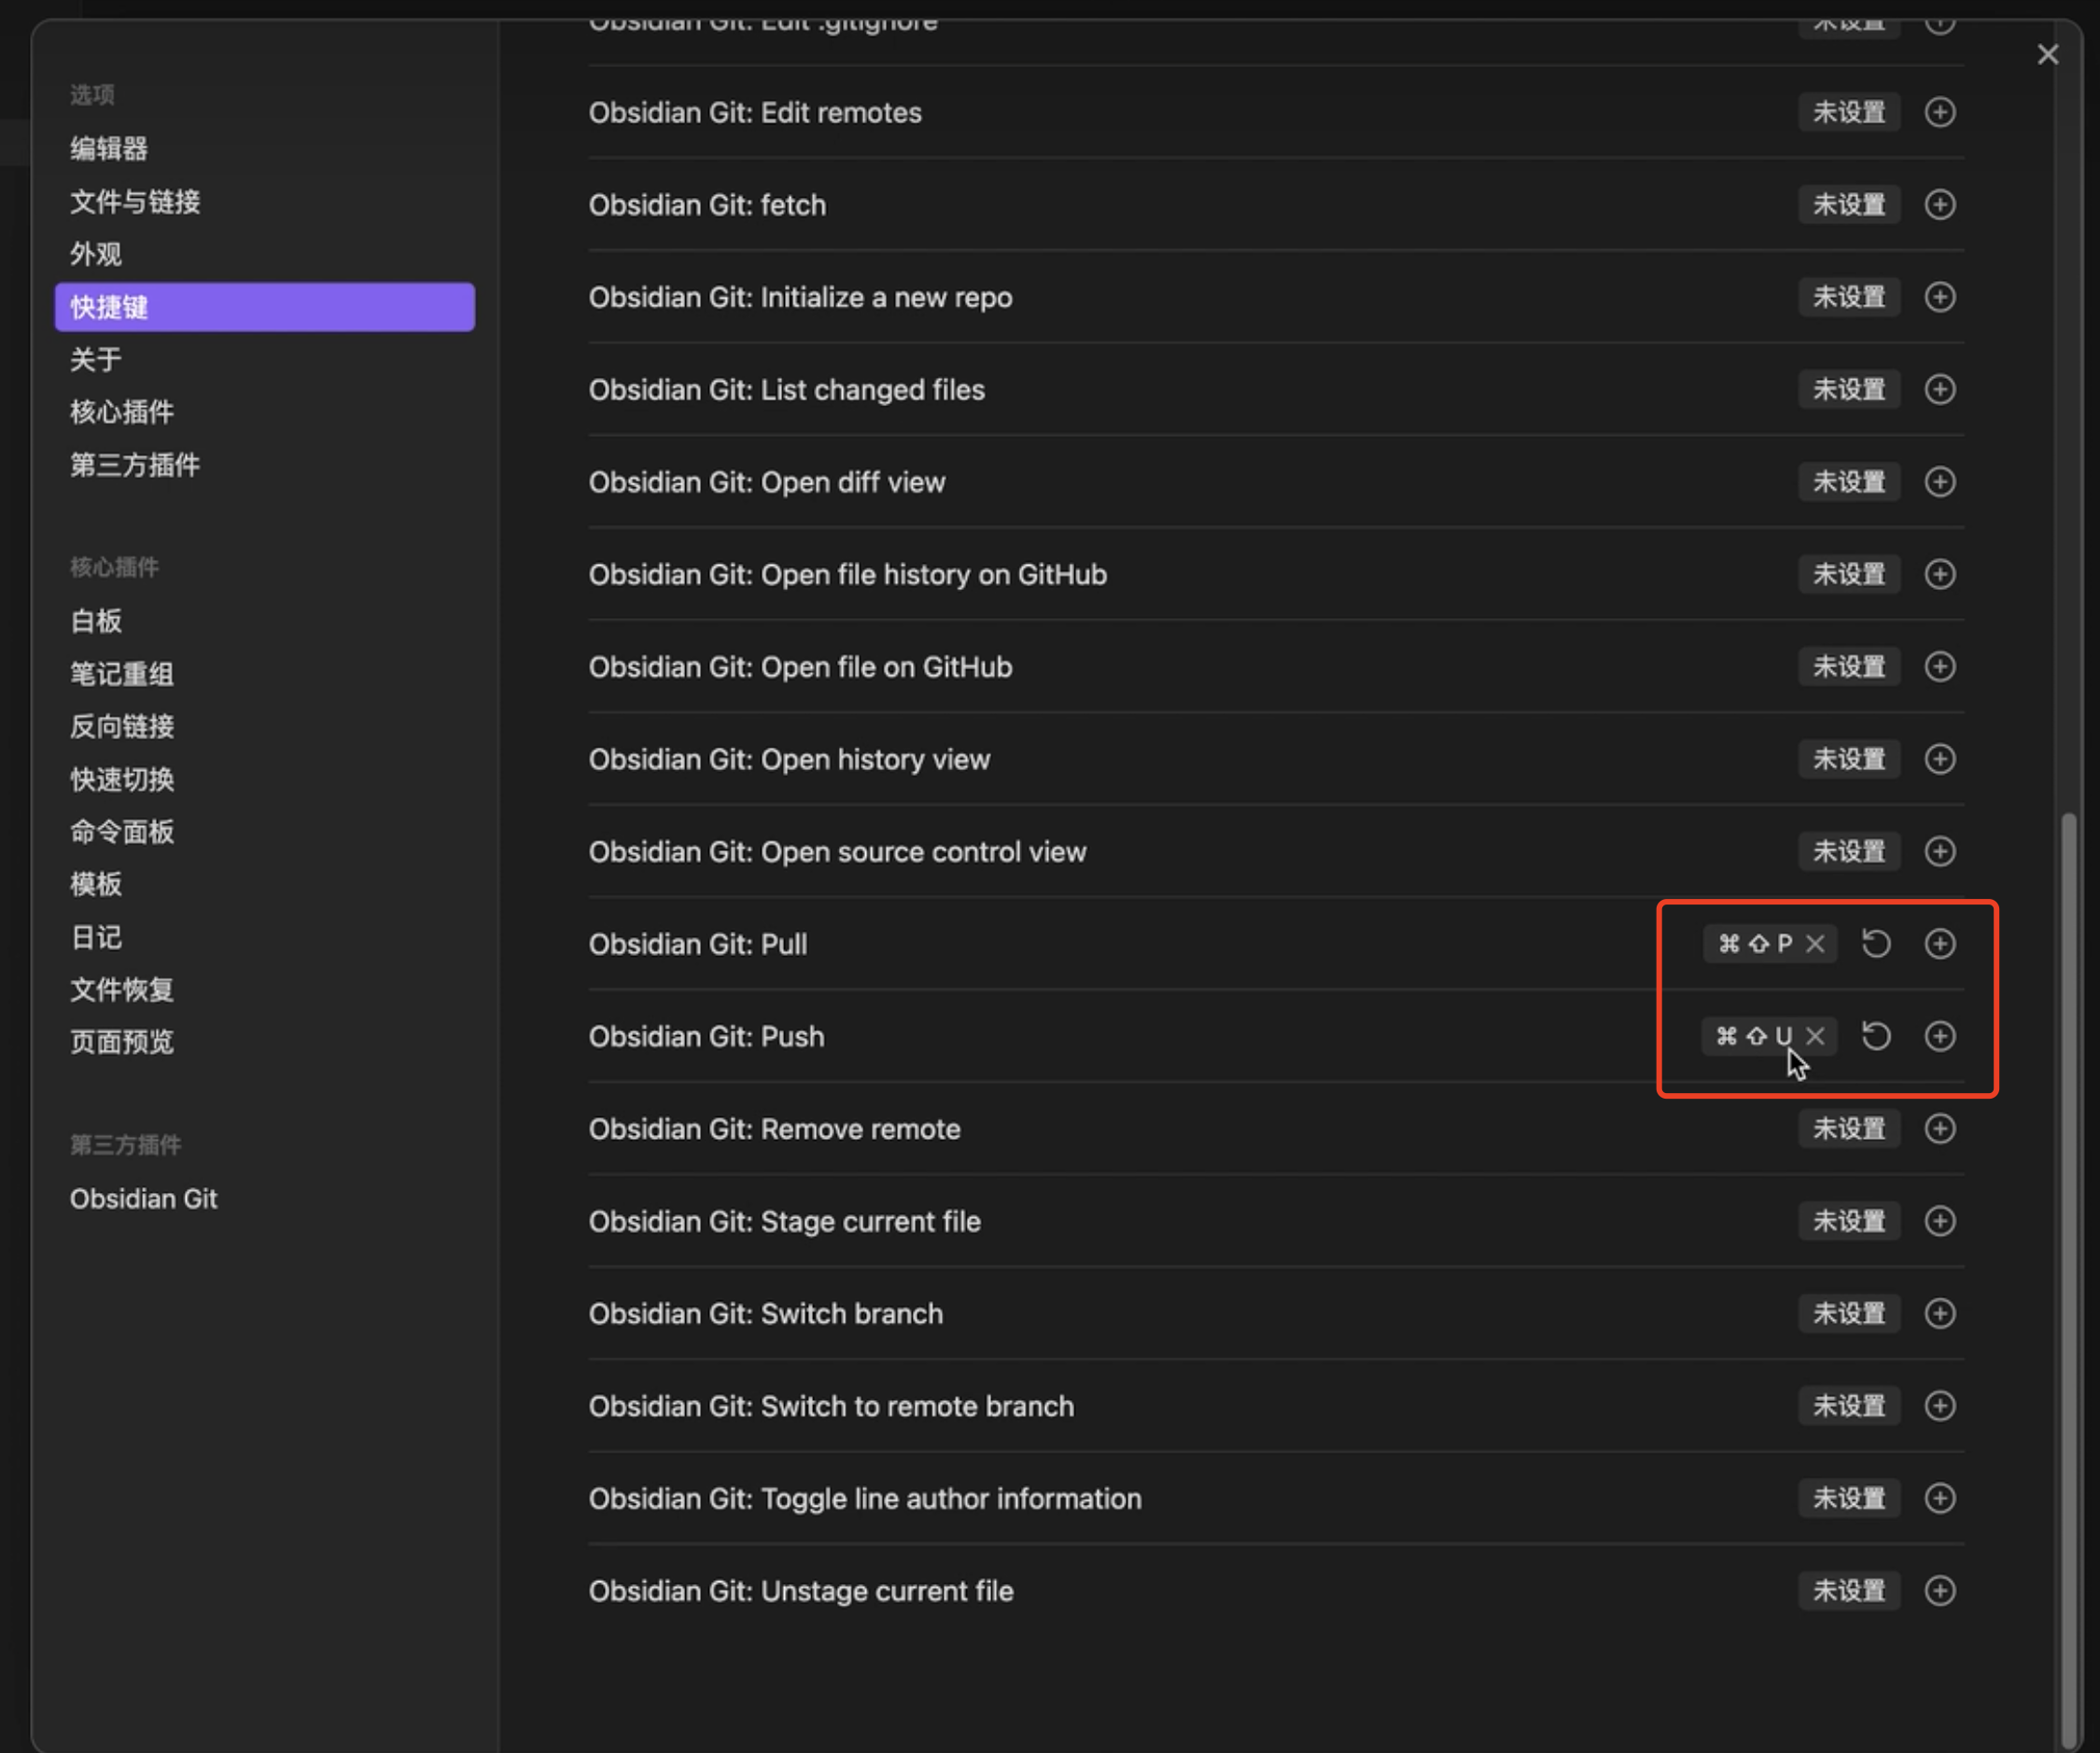 选项
编辑器
文件与链接
外观
快捷键
关于
核心插件
第三方插件
核心插件
白板
笔记重组
反向链接
快速切换
命令面板
模板
日记
文件恢复
页面预览
第三方插件
Obsidian Git
Obsidian Git: Edit .gitignore 未设置
Obsidian Git: Edit remotes 未设置
Obsidian Git: fetch 未设置
Obsidian Git: Initialize a new repo 未设置
Obsidian Git: List changed files 未设置
Obsidian Git: Open diff view 未设置
Obsidian Git: Open file history on GitHub 未设置
Obsidian Git: Open file on GitHub 未设置
Obsidian Git: Open history view 未设置
Obsidian Git: Open source control view 未设置
Obsidian Git: Pull ⌘ ⇧ P
Obsidian Git: Push ⌘ ⇧ U
Obsidian Git: Remove remote 未设置
Obsidian Git: Stage current file 未设置
Obsidian Git: Switch branch 未设置
Obsidian Git: Switch to remote branch 未设置
Obsidian Git: Toggle line author information 未设置
Obsidian Git: Unstage current file 未设置